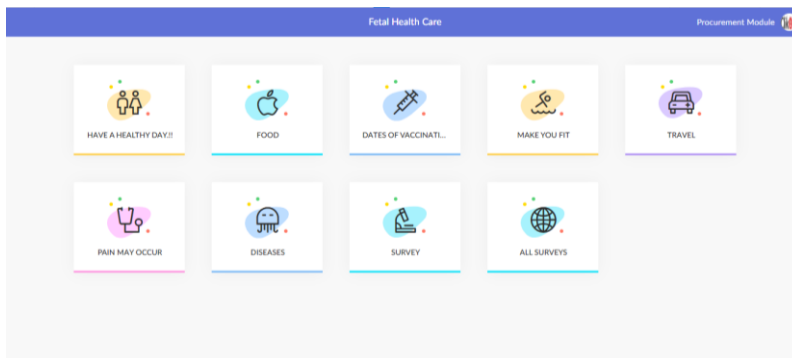 Fetal Health Care
Procurement Module
HAVE A HEALTHY DAY.!!
FOOD
DATES OF VACCINATI...
MAKE YOU FIT
TRAVEL
PAIN MAY OCCUR
DISEASES
SURVEY
ALL SURVEYS